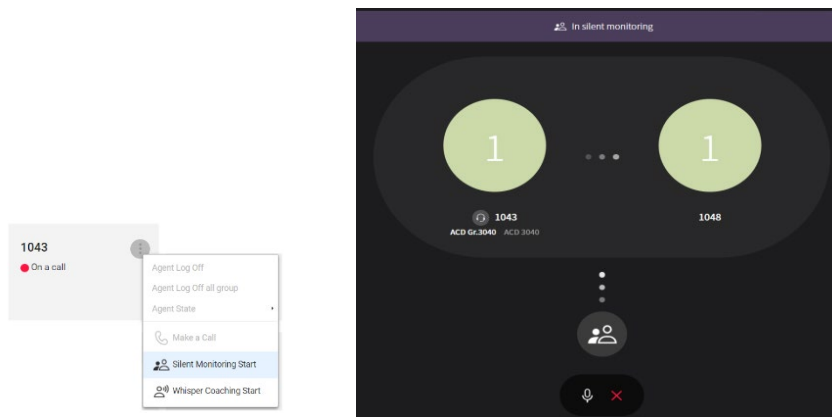 1043
On a call
Agent Log Off
Agent Log Off all group
Agent State
Make a Call
Silent Monitoring Start
Whisper Coaching Start
In silent monitoring
1
1
1043
1048
ACD Gr.3040 ACD 3040